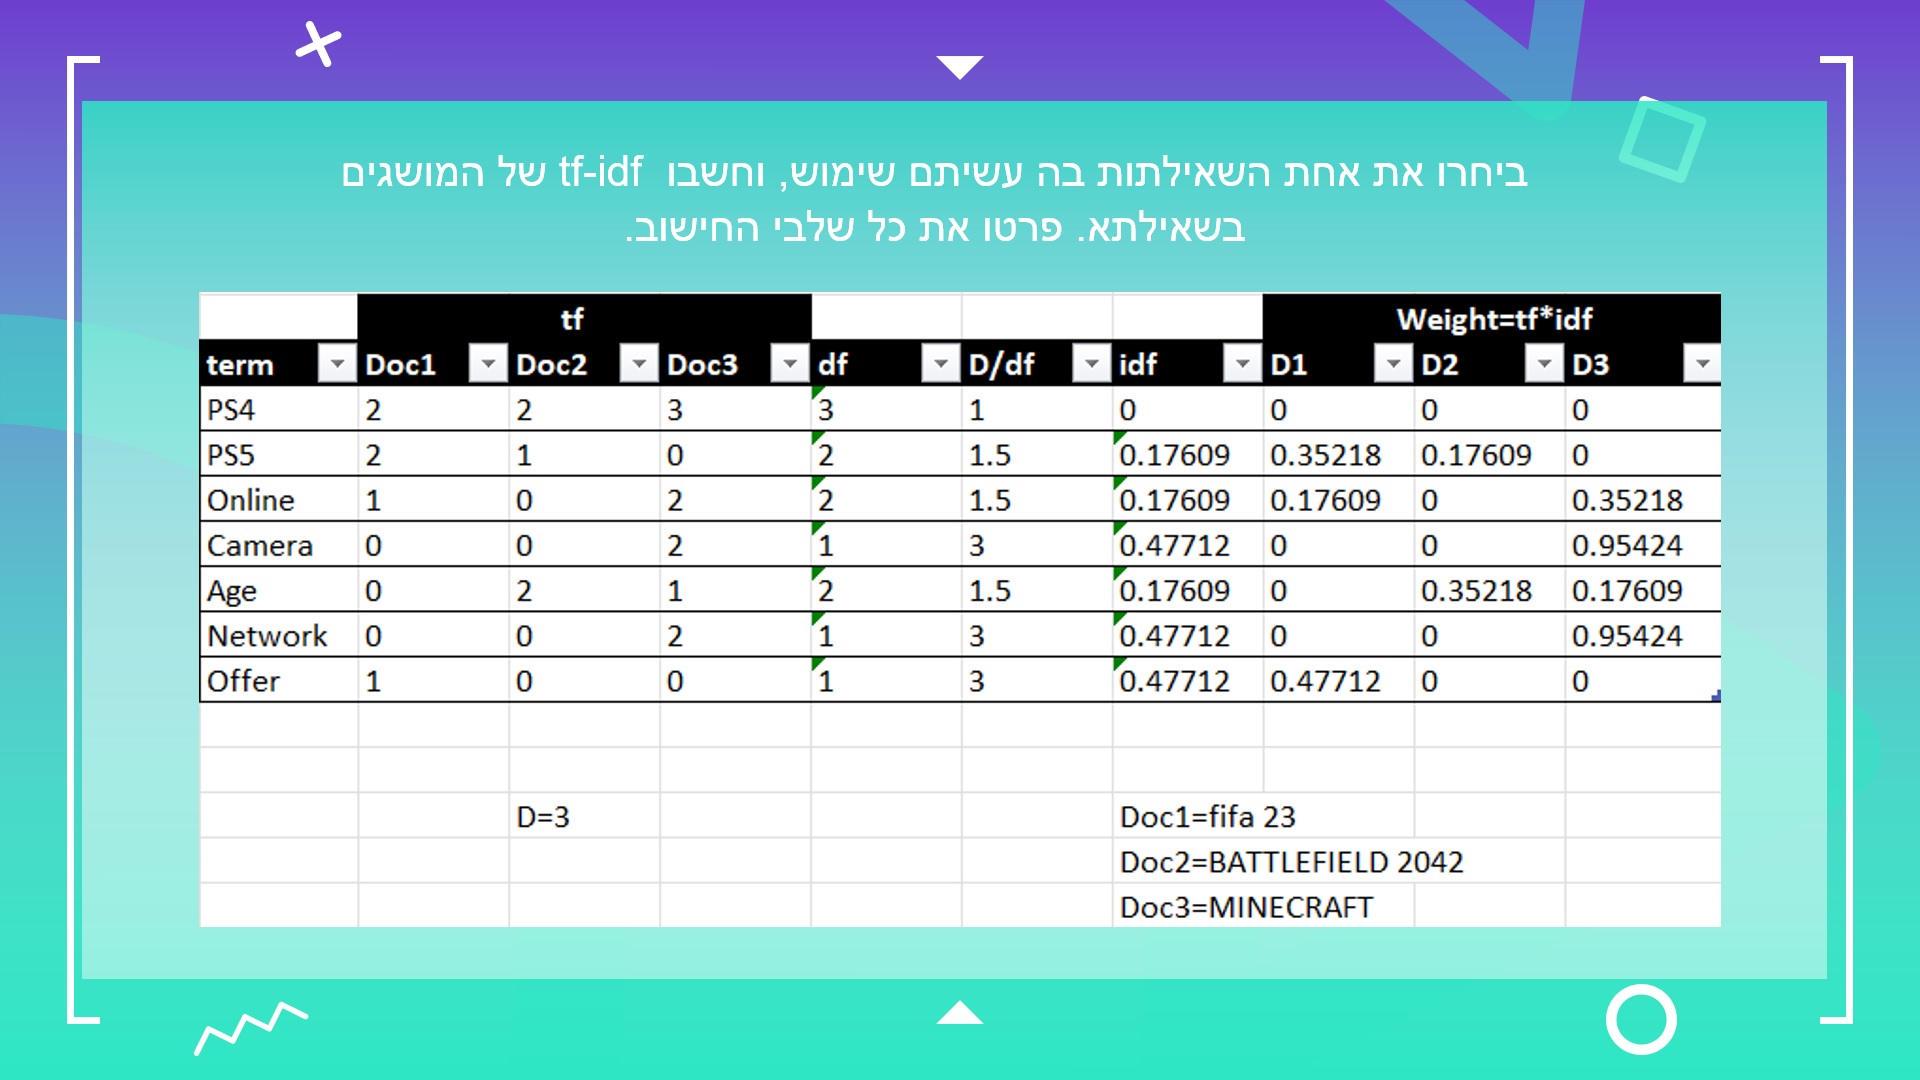 ביחרו את אחת השאילתות בה עשיתם שימוש, וחשבו tf-idf של המושגים
בשאילתא. פרטו את כל שלבי החישוב.
tf Weight=tf*idf
term Doc1 Doc2 Doc3 df D/df idf D1 D2 D3
PS4 2 2 3 3 1 0 0 0 0
PS5 2 1 0 2 1.5 0.17609 0.35218 0.17609 0
Online 1 0 2 2 1.5 0.17609 0.17609 0 0.35218
Camera 0 0 2 1 3 0.47712 0 0 0.95424
Age 0 2 1 2 1.5 0.17609 0 0.35218 0.17609
Network 0 0 2 1 3 0.47712 0 0 0.95424
Offer 1 0 0 1 3 0.47712 0.47712 0 0
D=3 Doc1=fifa 23
Doc2=BATTLEFIELD 2042
Doc3=MINECRAFT